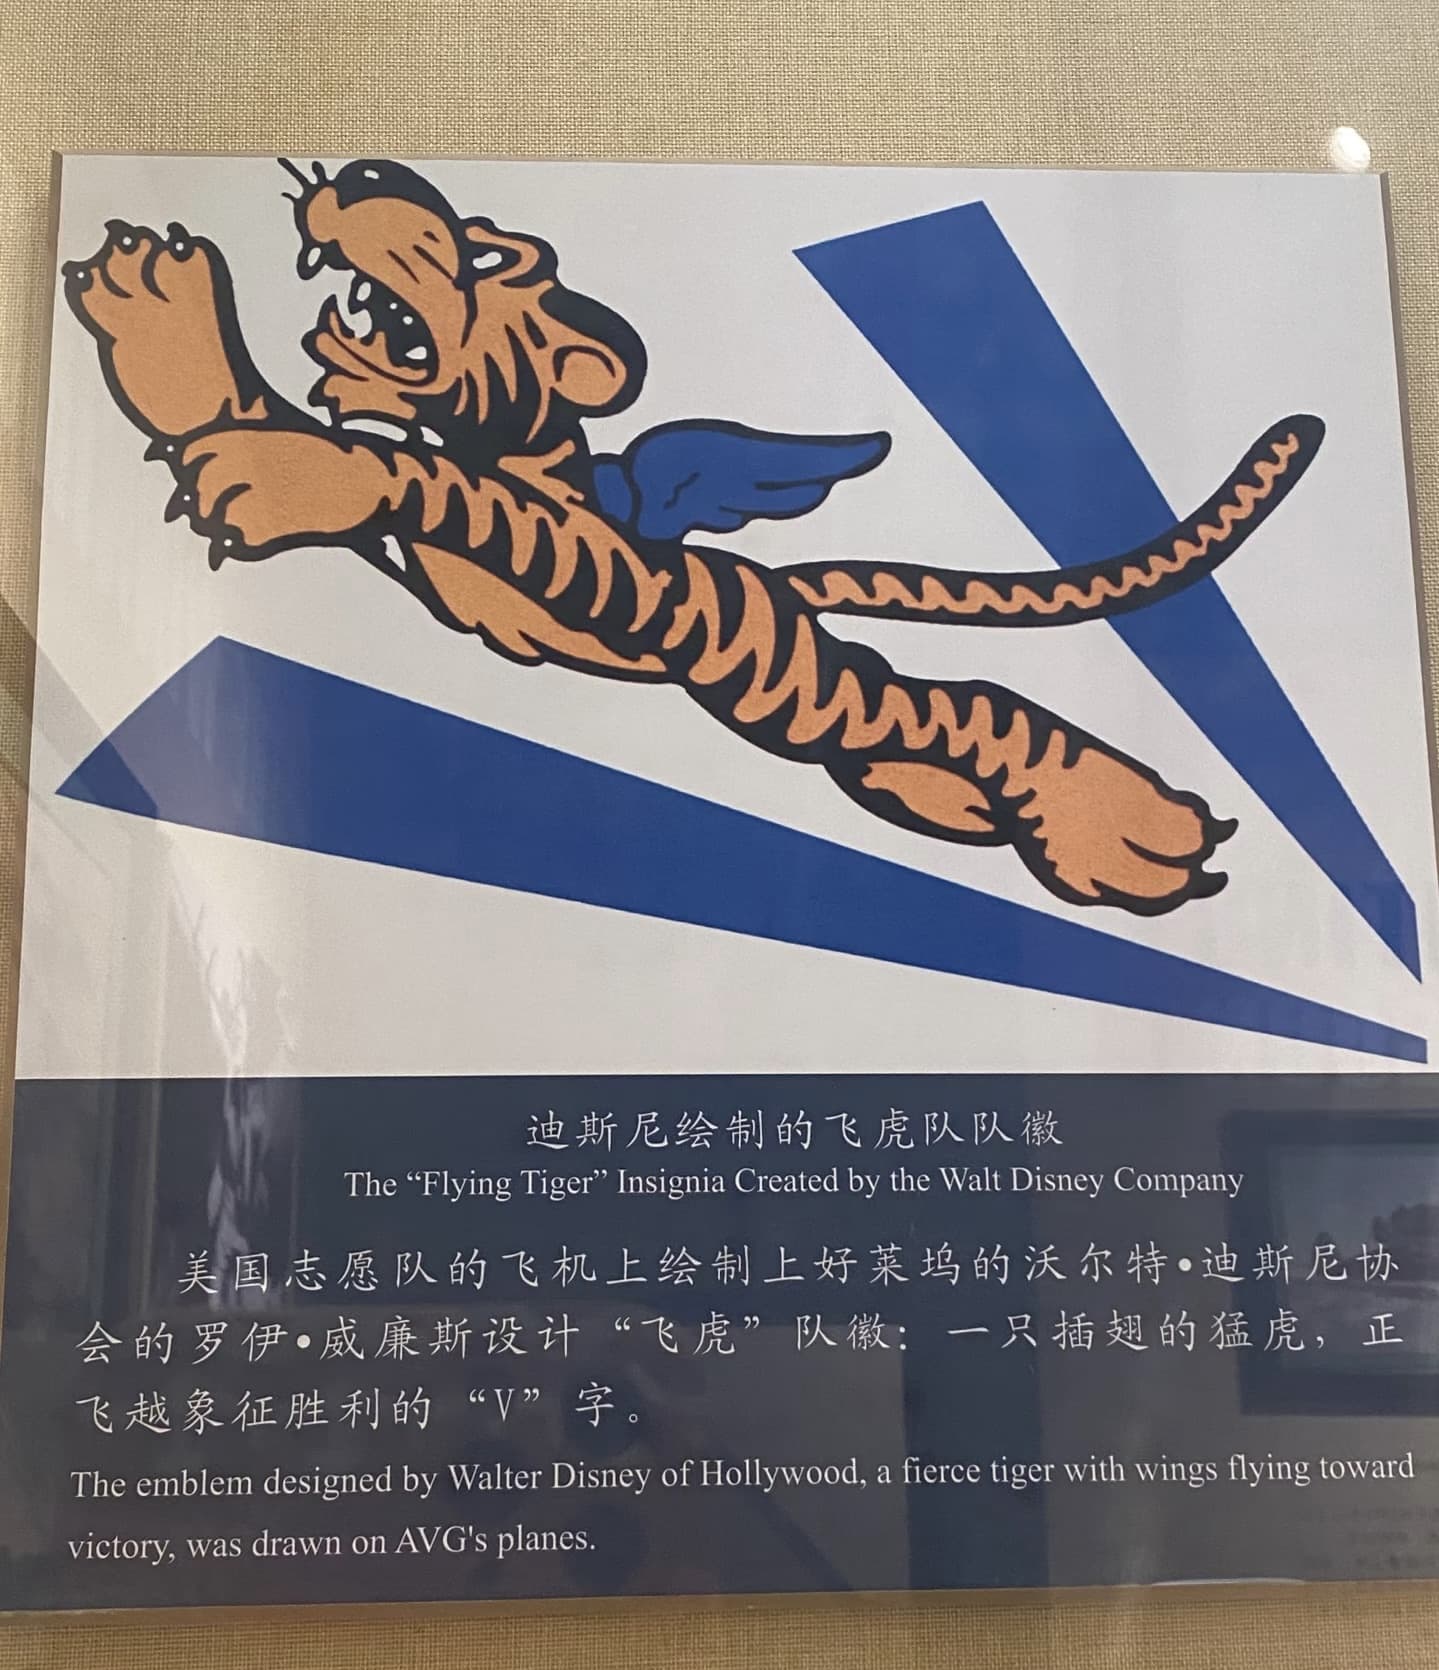 迪斯尼绘制的飞虎队队徽
The “Flying Tiger” Insignia Created by the Walt Disney Company
美国志愿队的飞机上绘制上好莱坞的沃尔特•迪斯尼协
会的罗伊•威廉斯设计“飞虎”队徽：一只插翅的猛虎，正
飞越象征胜利的“V”字。
The emblem designed by Walter Disney of Hollywood, a fierce tiger with wings flying toward
victory, was drawn on AVG's planes.